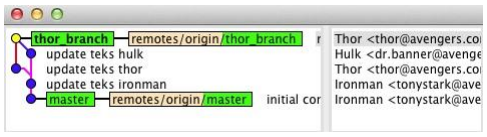 thor_branch remotes/origin/thor_branch Thor <thor@avengers.co
update teks hulk Hulk <dr.banner@avenge
update teks thor Thor <thor@avengers.co
update teks ironman Ironman <tonystark@ave
master remotes/origin/master initial cor Ironman <tonystark@ave